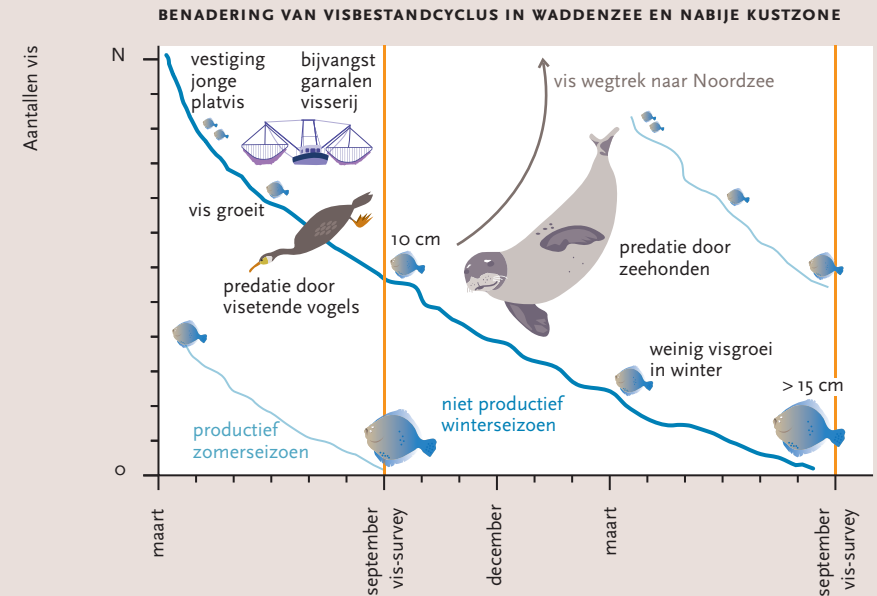 BENADERING VAN VISBESTANDCYCLUS IN WADDENZEE EN NABIJE KUSTZONE
Aantallen vis
N
vestiging
jonge
platvis
bijvangst
garnalen
visserij
vis wegtrek naar Noordzee
vis groeit
10 cm
predatie door
zeehonden
predatie door
visetende vogels
weinig visgroei
in winter
> 15 cm
niet productief
winterseizoen
productief
zomerseizoen
0
maart
september
vis-survey
december
maart
september
vis-survey